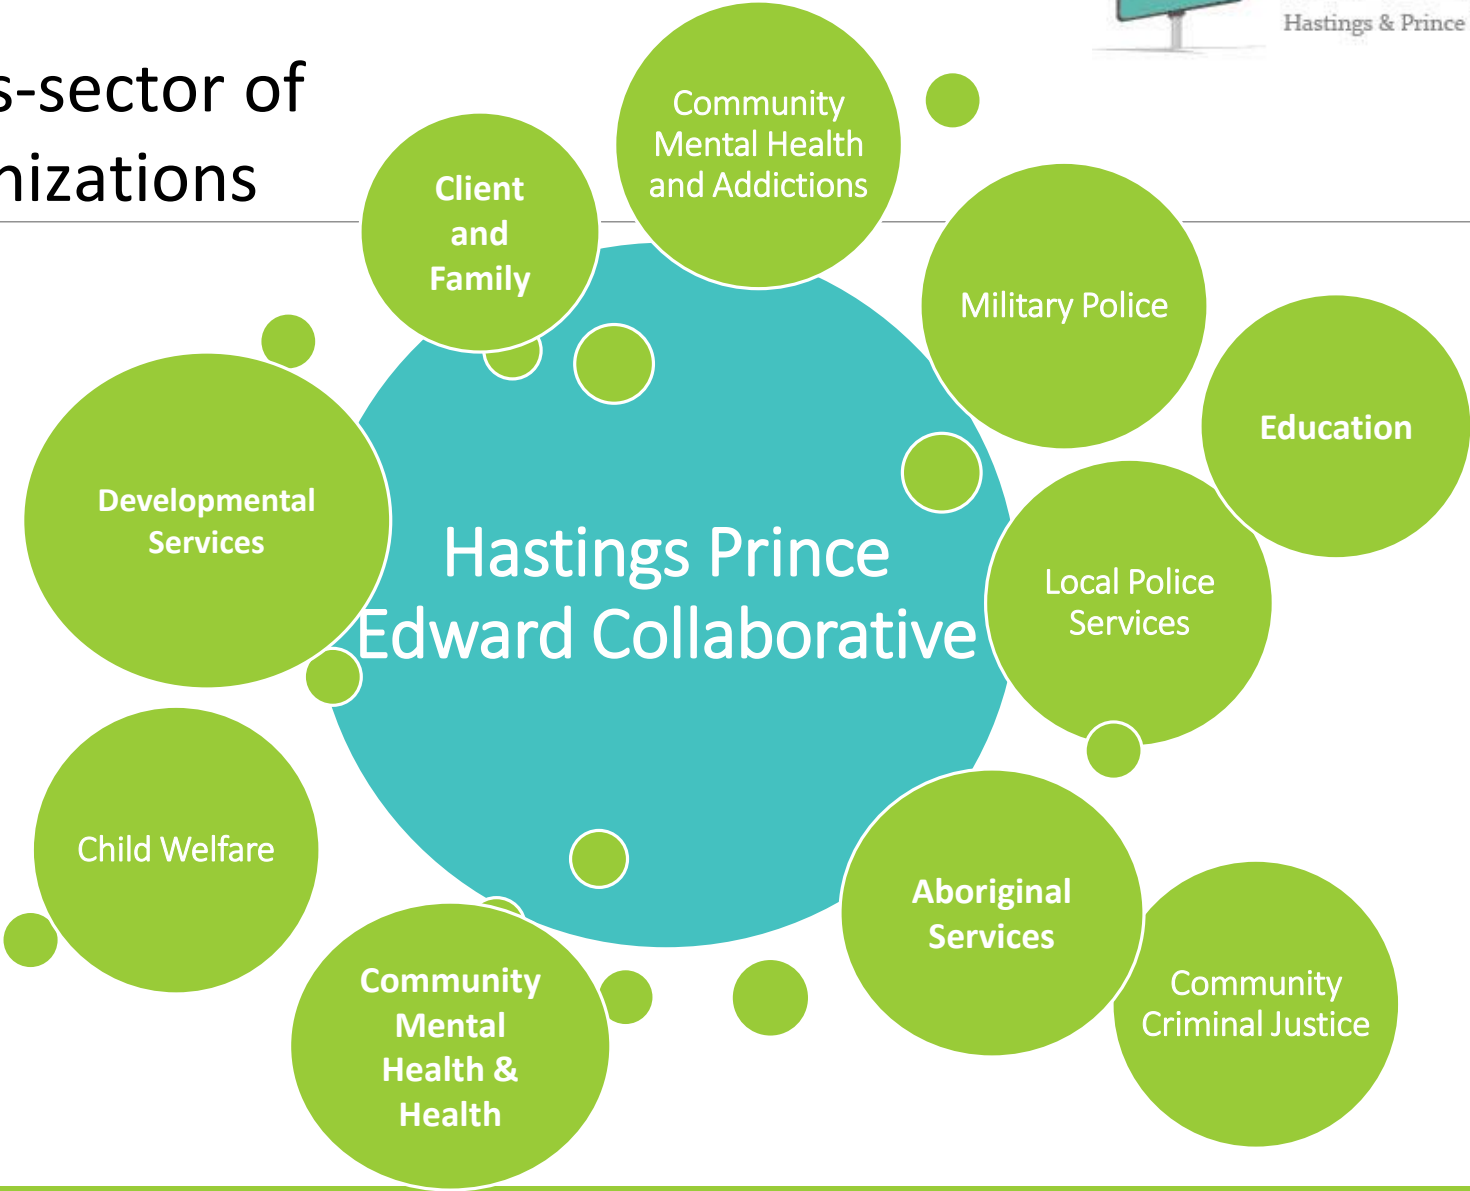 Hastings & Prince
s-sector of
nizations
Community
Mental Health
and Addictions
Client
and
Family
Military Police
Education
Developmental
Services
Hastings Prince
Edward Collaborative
Local Police
Services
Child Welfare
Aboriginal
Services
Community
Mental
Health &
Health
Community
Criminal Justice